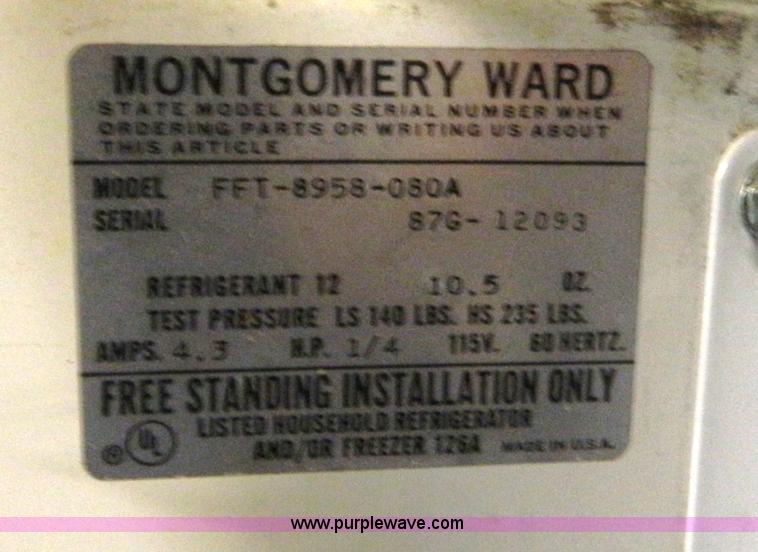 MONTGOMERY WARD
STATE MODEL AND SERIAL NUMBER WHEN
ORDERING PARTS OR WRITING US ABOUT
THIS ARTICLE
MODEL FFT-8958-080A
SERIAL 87G-12093
REFRIGERANT 12 10.5 OZ.
TEST PRESSURE LS 140 LBS. HS 235 LBS.
AMPS. 4.3 H.P. 1/4 115V. 60 HERTZ.
FREE STANDING INSTALLATION ONLY
LISTED HOUSEHOLD REFRIGERATOR
® UL AND/OR FREEZER 126A MADE IN U.S.A.
www.purplewave.com